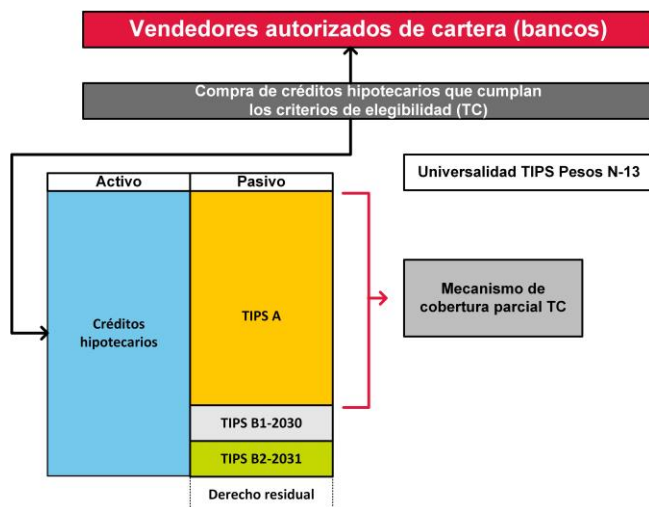 Vendedores autorizados de cartera (bancos)
Compra de créditos hipotecarios que cumplan
los criterios de elegibilidad (TC)
Universalidad TIPS Pesos N-13
Activo
Pasivo
Créditos
hipotecarios
TIPS A
Mecanismo de
cobertura parcial TC
TIPS B1-2030
TIPS B2-2031
Derecho residual